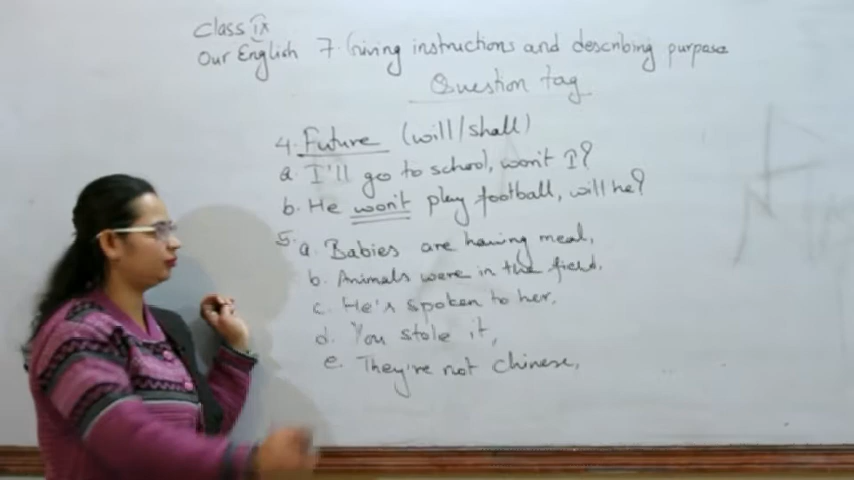 Class IX
Our English 7. Giving instructions and describing purpose
Question tag
4. Future (will/shall)
a. I'll go to school, won't I?
b. He won't play football, will he?
5. a. Babies are having meal,
b. Animals were in the field,
c. He's spoken to her,
d. You stole it,
e. They're not chinese,